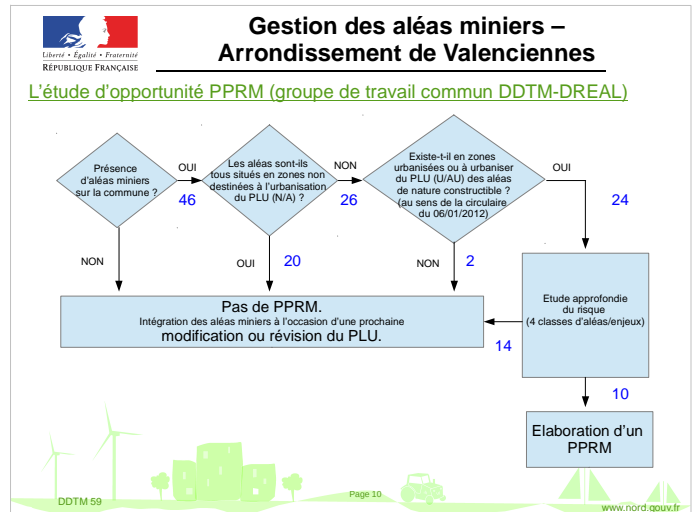 Gestion des aléas miniers –
Arrondissement de Valenciennes
Liberté • Égalité • Fraternité
RÉPUBLIQUE FRANÇAISE
L'étude d'opportunité PPRM (groupe de travail commun DDTM-DREAL)
Présence
d'aléas miniers
sur la commune ?
OUI
46
Les aléas sont-ils
tous situés en zones non
destinées à l'urbanisation
du PLU (N/A) ?
NON
26
Existe-t-il en zones
urbanisées ou à urbaniser
du PLU (U/AU) des aléas
de nature constructible ?
(au sens de la circulaire
du 06/01/2012)
OUI
24
NON
OUI
20
NON
2
Pas de PPRM.
Intégration des aléas miniers à l'occasion d'une prochaine
modification ou révision du PLU.
Etude approfondie
du risque
(4 classes d'aléas/enjeux)
14
10
Elaboration d'un
PPRM
DDTM 59
Page 10
www.nord.gouv.fr